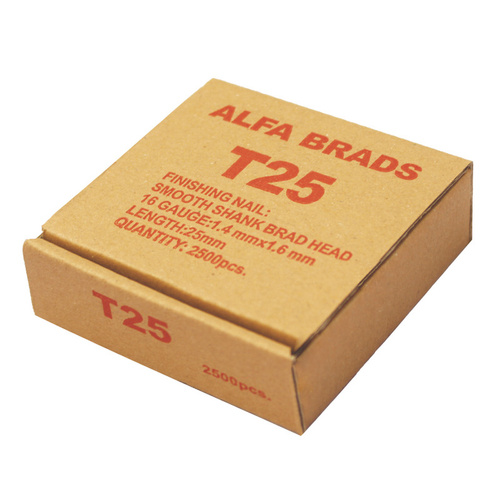 ALFA BRADS
T25
FINISHING NAIL:
SMOOTH SHANK BRAD HEAD
16 GAUGE:1.4 mmx1.6 mm
LENGTH:25mm
QUANTITY: 2500pcs.
T25
2500pcs.